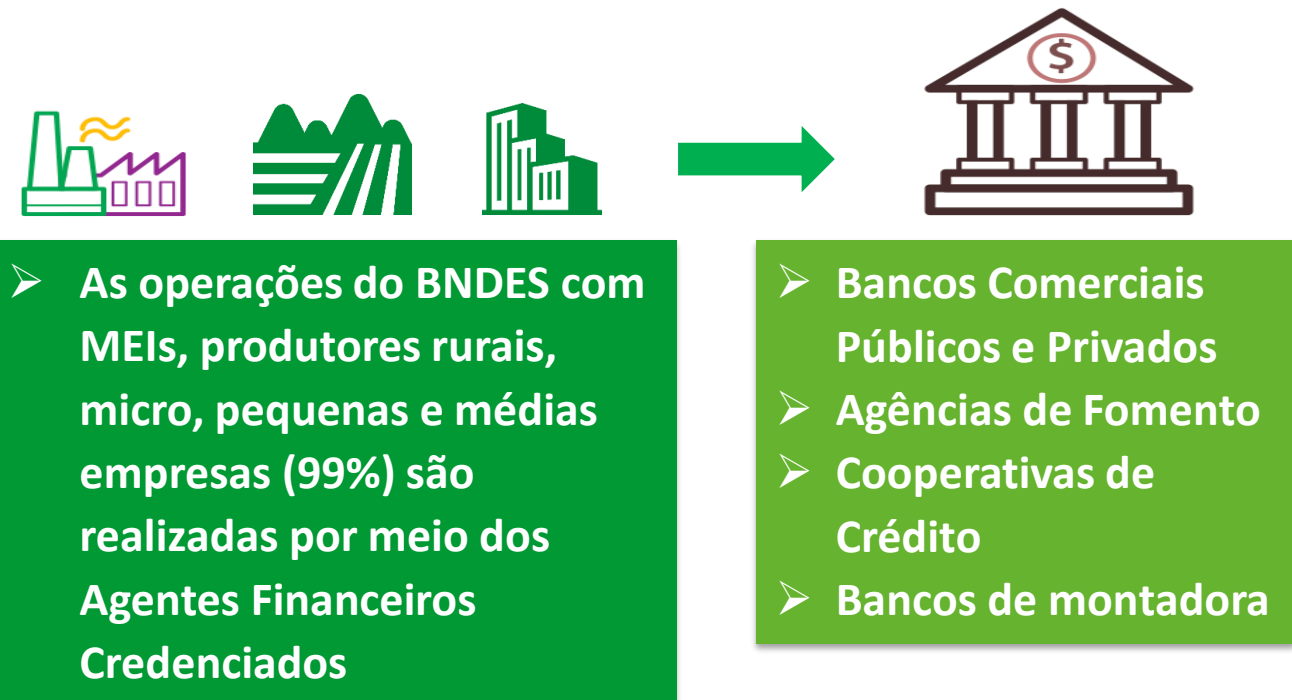 $
➢ As operações do BNDES com
MEIs, produtores rurais,
micro, pequenas e médias
empresas (99%) são
realizadas por meio dos
Agentes Financeiros
Credenciados
➢ Bancos Comerciais
Públicos e Privados
➢ Agências de Fomento
➢ Cooperativas de
Crédito
➢ Bancos de montadora